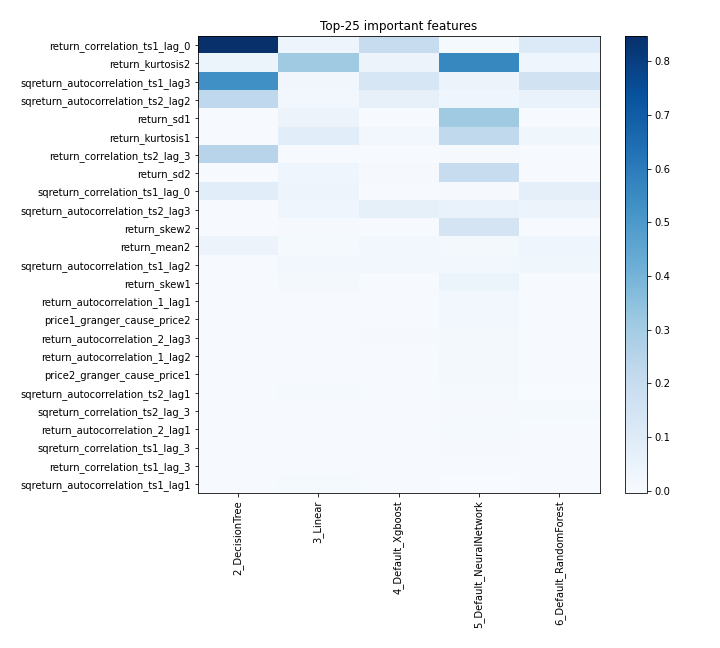 Top-25 important features
return_correlation_ts1_lag_0
return_kurtosis2
sqreturn_autocorrelation_ts1_lag3
sqreturn_autocorrelation_ts2_lag2
return_sd1
return_kurtosis1
return_correlation_ts2_lag_3
return_sd2
sqreturn_correlation_ts1_lag_0
sqreturn_autocorrelation_ts2_lag3
return_skew2
return_mean2
sqreturn_autocorrelation_ts1_lag2
return_skew1
return_autocorrelation_1_lag1
price1_granger_cause_price2
return_autocorrelation_2_lag3
return_autocorrelation_1_lag2
price2_granger_cause_price1
sqreturn_autocorrelation_ts2_lag1
sqreturn_correlation_ts2_lag_3
return_autocorrelation_2_lag1
sqreturn_correlation_ts1_lag_3
return_correlation_ts1_lag_3
sqreturn_autocorrelation_ts1_lag1
2_DecisionTree
3_Linear
4_Default_Xgboost
5_Default_NeuralNetwork
6_Default_RandomForest
0.8
0.7
0.6
0.5
0.4
0.3
0.2
0.1
0.0